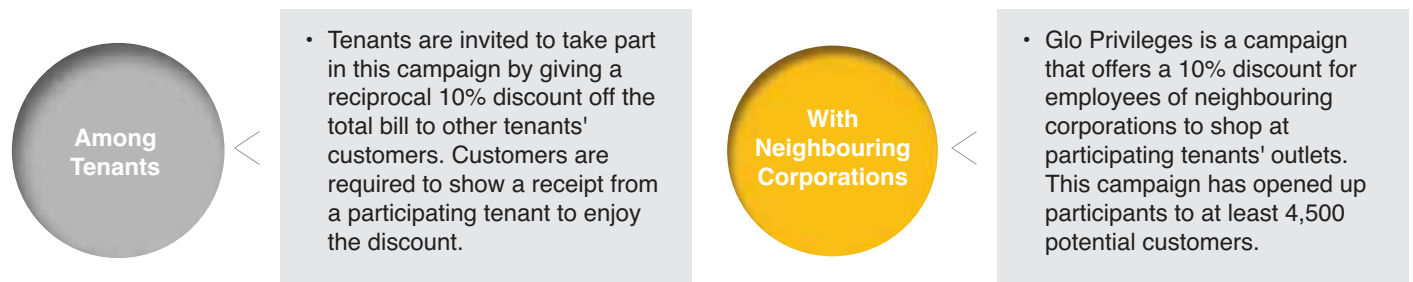 Among
Tenants
• Tenants are invited to take part
in this campaign by giving a
reciprocal 10% discount off the
total bill to other tenants'
customers. Customers are
required to show a receipt from
a participating tenant to enjoy
the discount.
With
Neighbouring
Corporations
• Glo Privileges is a campaign
that offers a 10% discount for
employees of neighbouring
corporations to shop at
participating tenants' outlets.
This campaign has opened up
participants to at least 4,500
potential customers.